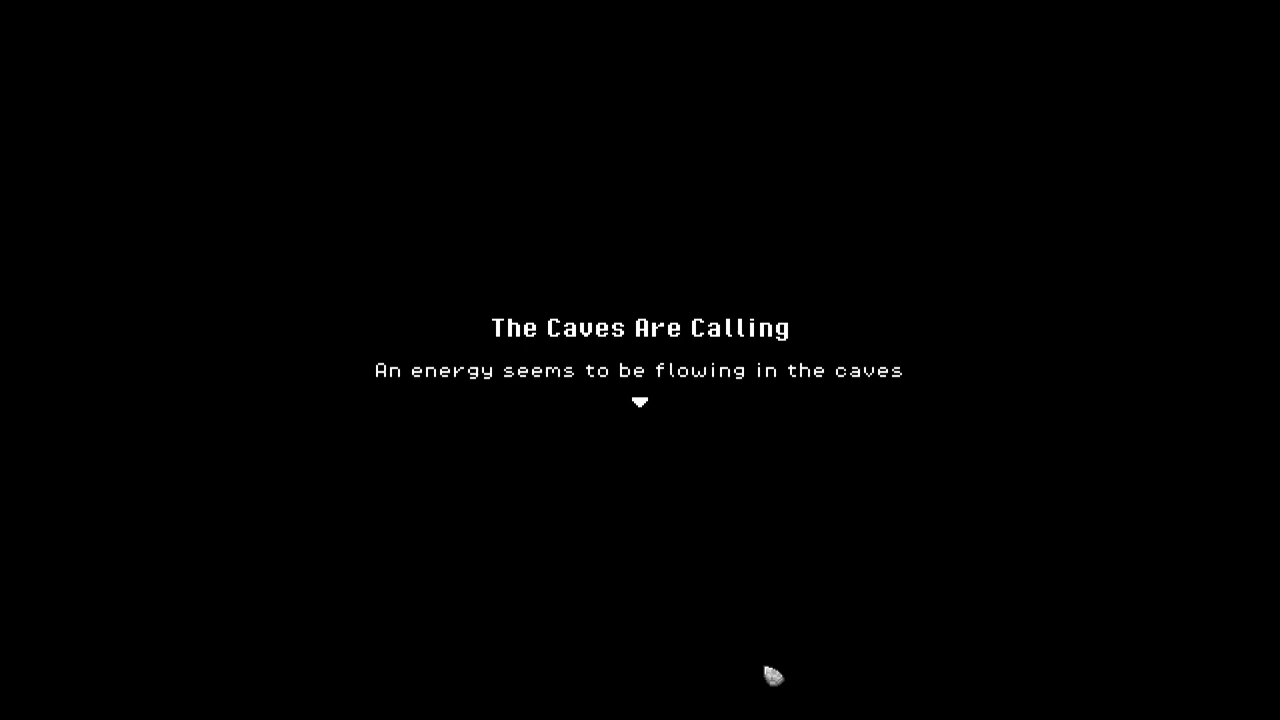 The Caves Are Calling
An energy seems to be flowing in the caves